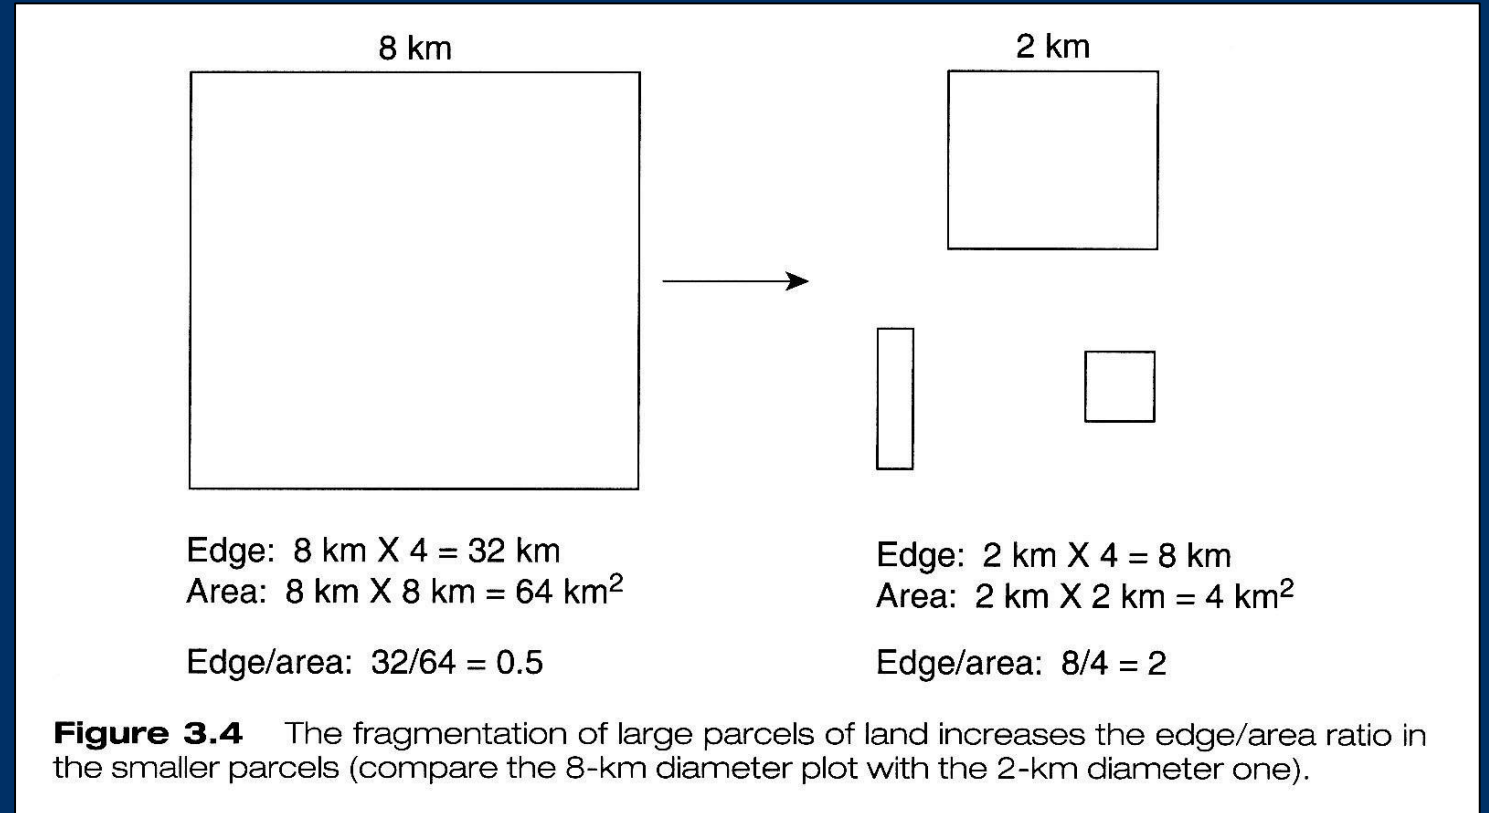 8 km
2 km
Edge: 8 km X 4 = 32 km
Area: 8 km X 8 km = 64 km²
Edge/area: 32/64 = 0.5
Edge: 2 km X 4 = 8 km
Area: 2 km X 2 km = 4 km²
Edge/area: 8/4 = 2
Figure 3.4 The fragmentation of large parcels of land increases the edge/area ratio in
the smaller parcels (compare the 8-km diameter plot with the 2-km diameter one).